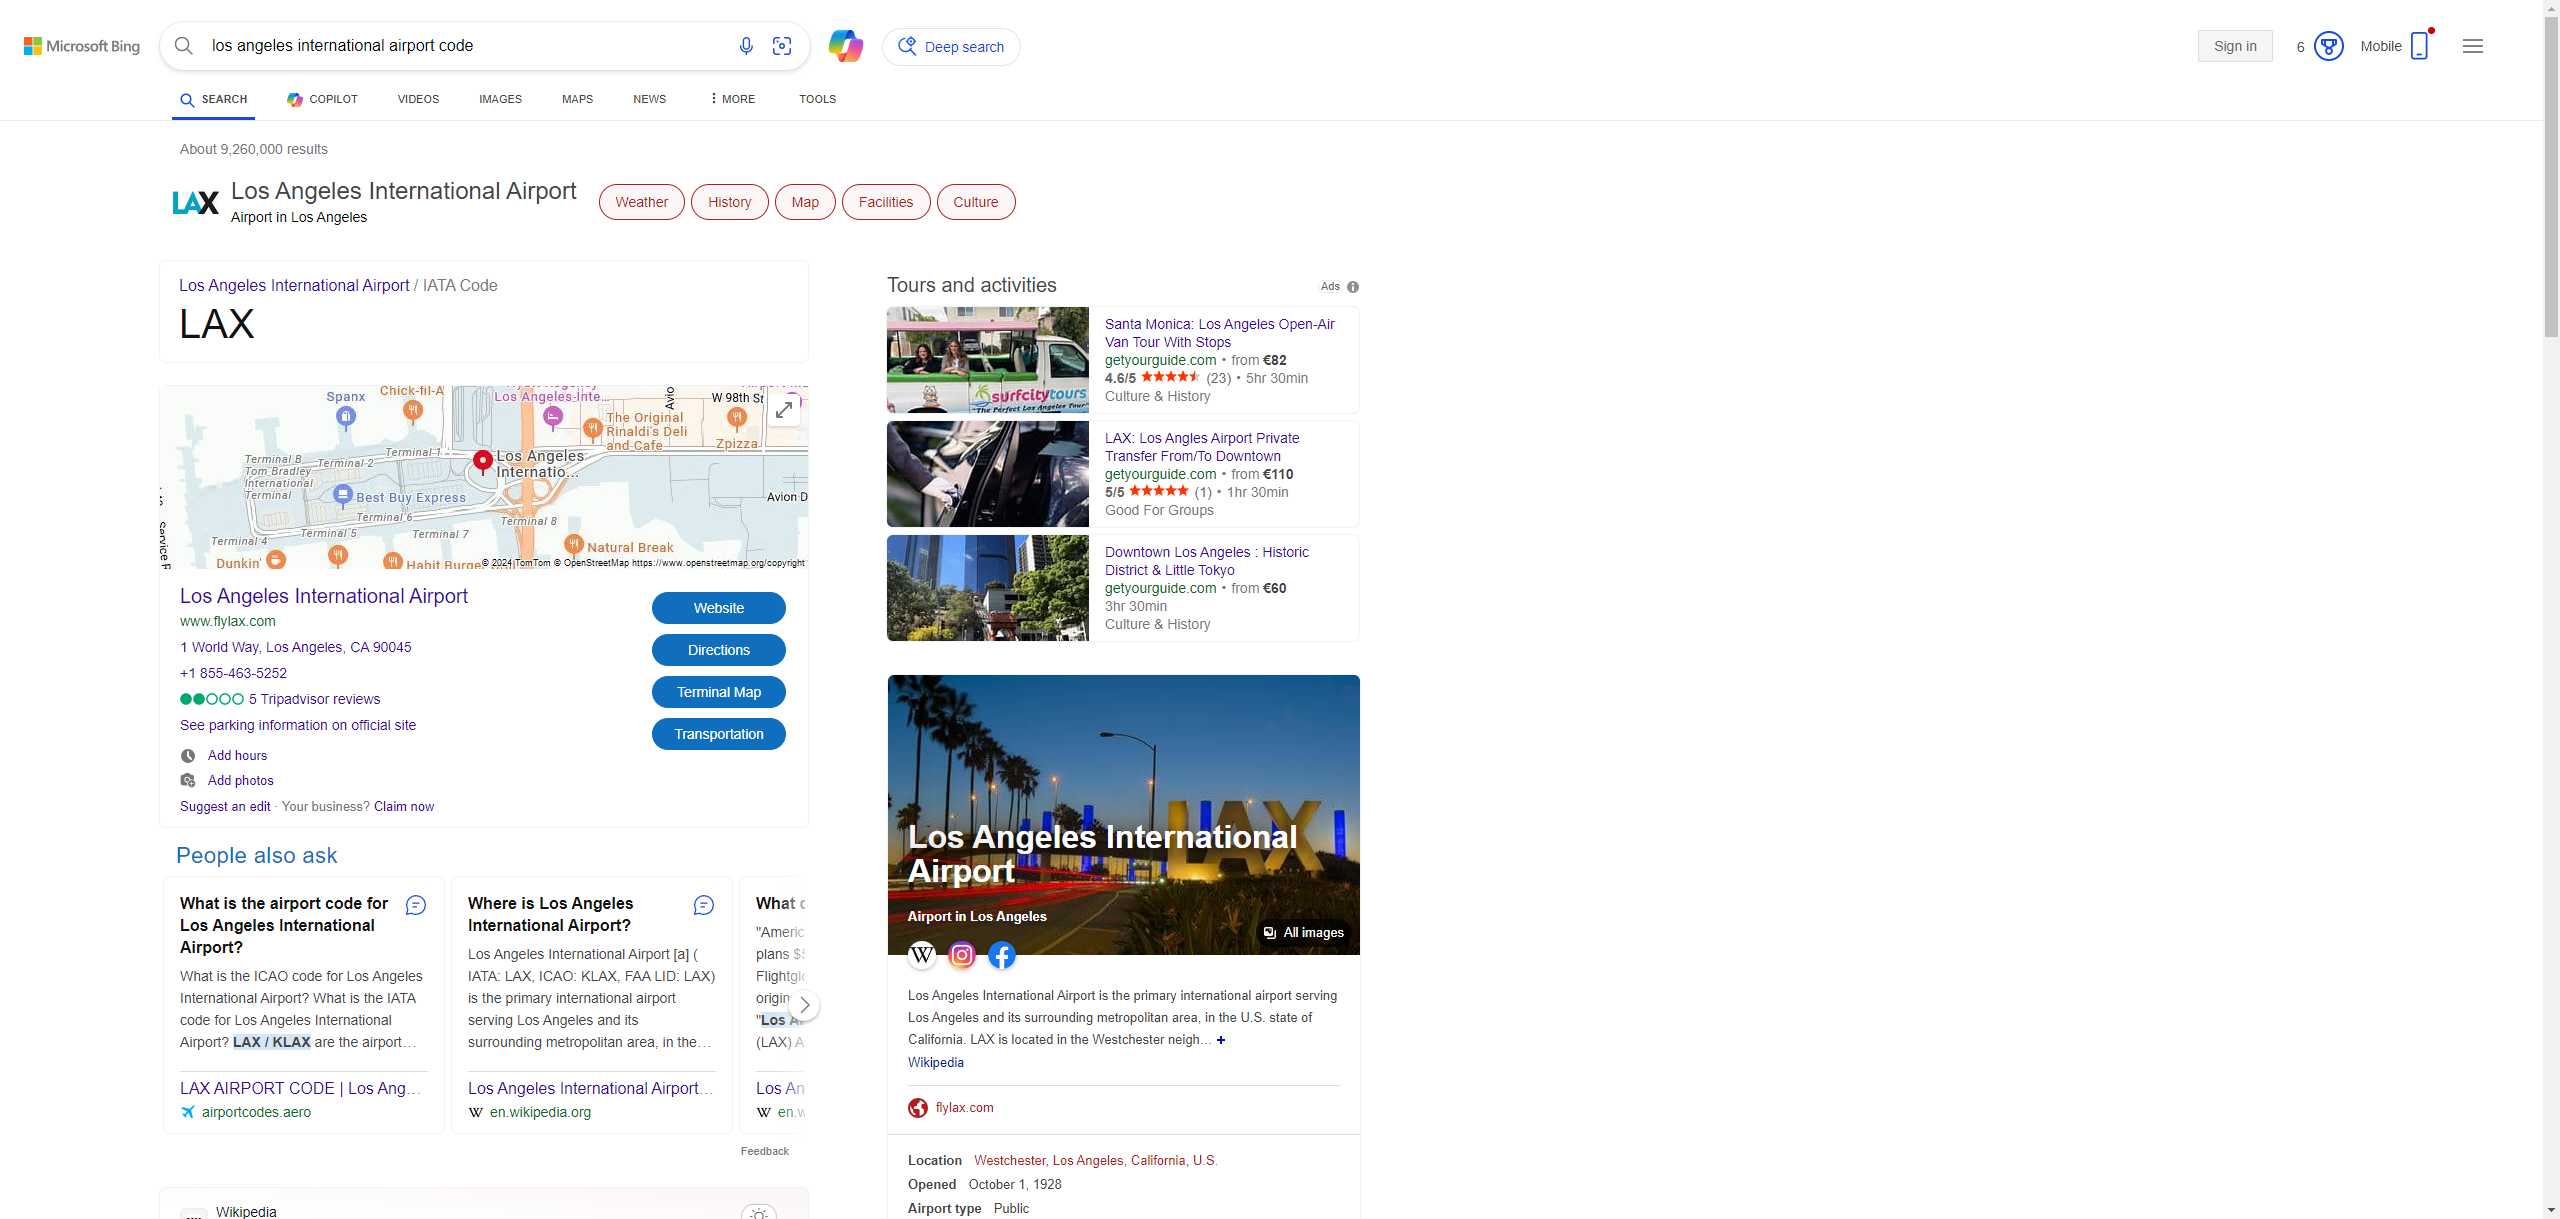 Microsoft Bing
los angeles international airport code
Deep search
Sign in
6
Mobile
SEARCH
COPILOT
VIDEOS
IMAGES
MAPS
NEWS
MORE
TOOLS
About 9,260,000 results
LAX
Los Angeles International Airport
Airport in Los Angeles
Weather
History
Map
Facilities
Culture
Los Angeles International Airport / IATA Code
LAX
Spanx
Chick-fil-A
Los Angeles-Inte...
W 98th St
The Original
Rinaldi's Deli
and Cafe
Zpizza
Terminal B
Tom Bradley
International
Terminal
Terminal 2
Terminal 1
Los Angeles
Internatio...
Best Buy Express
Avion D
Terminal 6
Terminal 8
Terminal 5
Terminal 7
Terminal 4
Natural Break
Dunkin'
Habit Burger
© 2024 TomTom © OpenStreetMap https://www.openstreetmap.org/copyright
Los Angeles International Airport
www.flylax.com
1 World Way, Los Angeles, CA 90045
+1 855-463-5252
5 Tripadvisor reviews
See parking information on official site
Add hours
Add photos
Suggest an edit · Your business? Claim now
Website
Directions
Terminal Map
Transportation
People also ask
What is the airport code for
Los Angeles International
Airport?
What is the ICAO code for Los Angeles
International Airport? What is the IATA
code for Los Angeles International
Airport? LAX / KLAX are the airport...
LAX AIRPORT CODE | Los Ang...
airportcodes.aero
Where is Los Angeles
International Airport?
Los Angeles International Airport [a] (
IATA: LAX, ICAO: KLAX, FAA LID: LAX)
is the primary international airport
serving Los Angeles and its
surrounding metropolitan area, in the...
Los Angeles International Airport...
en.wikipedia.org
What
"Americ
plans $
Flightgl
origin
"Los A
(LAX) A
Los An
en.w
Feedback
Wikipedia
Tours and activities
Ads
surfcitytours
"The Perfect Los Angeles Tour"
Santa Monica: Los Angeles Open-Air
Van Tour With Stops
getyourguide.com • from €82
4.6/5 (23) • 5hr 30min
Culture & History
LAX: Los Angles Airport Private
Transfer From/To Downtown
getyourguide.com • from €110
5/5 (1) • 1hr 30min
Good For Groups
Downtown Los Angeles : Historic
District & Little Tokyo
getyourguide.com • from €60
3hr 30min
Culture & History
LAX
Los Angeles International
Airport
Airport in Los Angeles
All images
Los Angeles International Airport is the primary international airport serving
Los Angeles and its surrounding metropolitan area, in the U.S. state of
California. LAX is located in the Westchester neigh... +
Wikipedia
flylax.com
Location Westchester, Los Angeles, California, U.S.
Opened October 1, 1928
Airport type Public